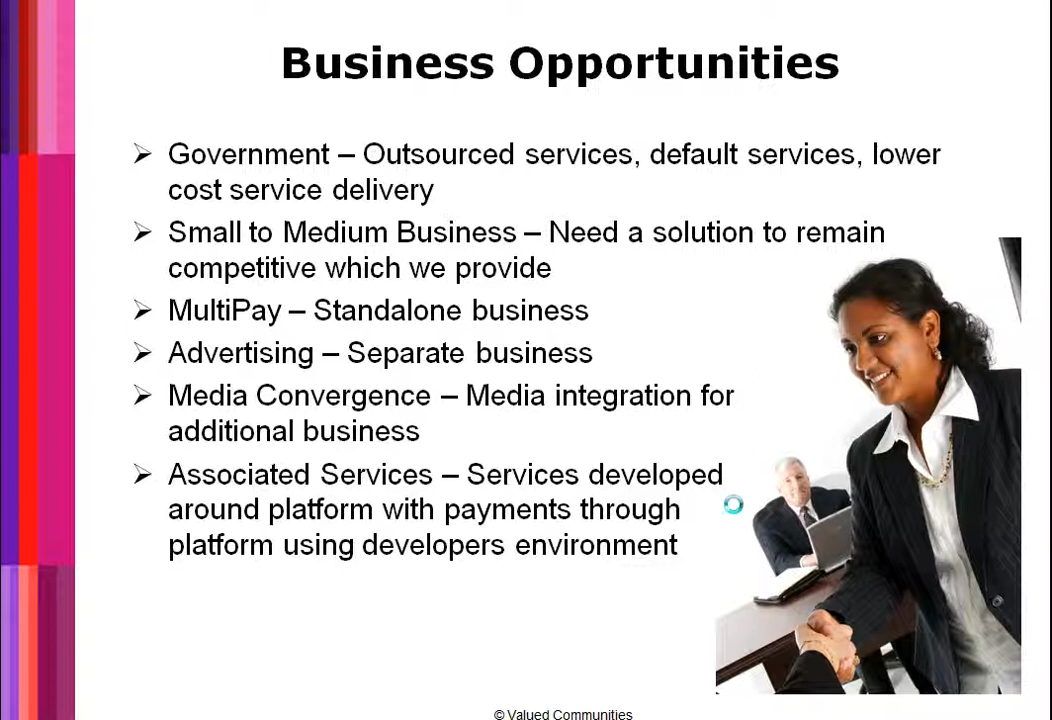 Business Opportunities
Government – Outsourced services, default services, lower
cost service delivery
Small to Medium Business – Need a solution to remain
competitive which we provide
MultiPay – Standalone business
Advertising – Separate business
Media Convergence – Media integration for
additional business
Associated Services – Services developed
around platform with payments through
platform using developers environment
© Valued Communities